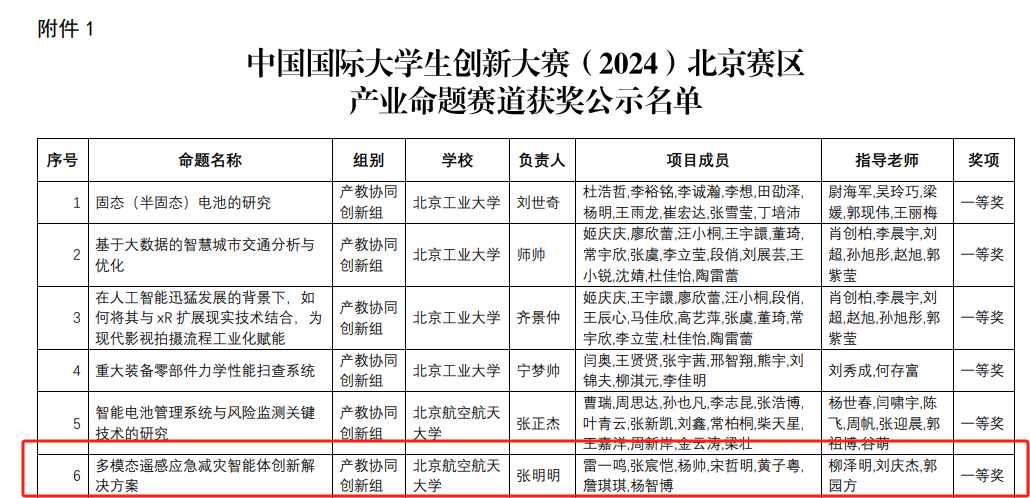 附件 1
中国国际大学生创新大赛（2024）北京赛区
产业命题赛道获奖公示名单
序号 命题名称 组别 学校 负责人 项目成员 指导老师 奖项
1 固态（半固态）电池的研究 产教协同 创新组 北京工业大学 刘世奇 杜浩哲,李裕铭,李诚瀚,李想,田劭泽, 杨明,王雨龙,崔宏达,张雪莹,丁培沛 尉海军,吴玲巧,梁 媛,郭现伟,王丽梅 一等奖
2 基于大数据的智慧城市交通分析与 优化 产教协同 创新组 北京工业大学 师帅 姬庆庆,廖欣蕾,汪小桐,王宇譞,董琦, 常宇欣,张虞,李立莹,段俏,刘展芸,王 小锐,沈婧,杜佳怡,陶雷蕾 肖创柏,李晨宇,刘 超,孙旭彤,赵旭,郭 紫莹 一等奖
3 在人工智能迅猛发展的背景下，如 何将其与 xR 扩展现实技术结合，为 现代影视拍摄流程工业化赋能 产教协同 创新组 北京工业大学 齐景仲 姬庆庆,王宇譞,廖欣蕾,汪小桐,段俏, 王辰心,马佳欣,高艺萍,张虞,董琦,常 宇欣,李立莹,杜佳怡,陶雷蕾 肖创柏,李晨宇,刘 超,赵旭,孙旭彤,郭 紫莹 一等奖
4 重大装备零部件力学性能扫查系统 产教协同 创新组 北京工业大学 宁梦帅 闫奥,王贤贤,张宇茜,邢智翔,熊宇,刘 锦夫,柳淇元,李佳明 刘秀成,何存富 一等奖
5 智能电池管理系统与风险监测关键 技术的研究 产教协同 创新组 北京航空航天 大学 张正杰 曹瑞,周思达,孙也凡,李志昆,张浩博, 叶青云,张新凯,刘鑫,常柏桐,柴天星, 王嘉洋,周新岸,金云涛,梁壮 杨世春,闫啸宇,陈 飞,周帆,张迎晨,郭 祖博,谷萌 一等奖
6 多模态遥感应急减灾智能体创新解 决方案 产教协同 创新组 北京航空航天 大学 张明明 雷一鸣,张宸恺,杨帅,宋哲明,黄子粤, 詹琪琪,杨智博 柳泽明,刘庆杰,郭 园方 一等奖